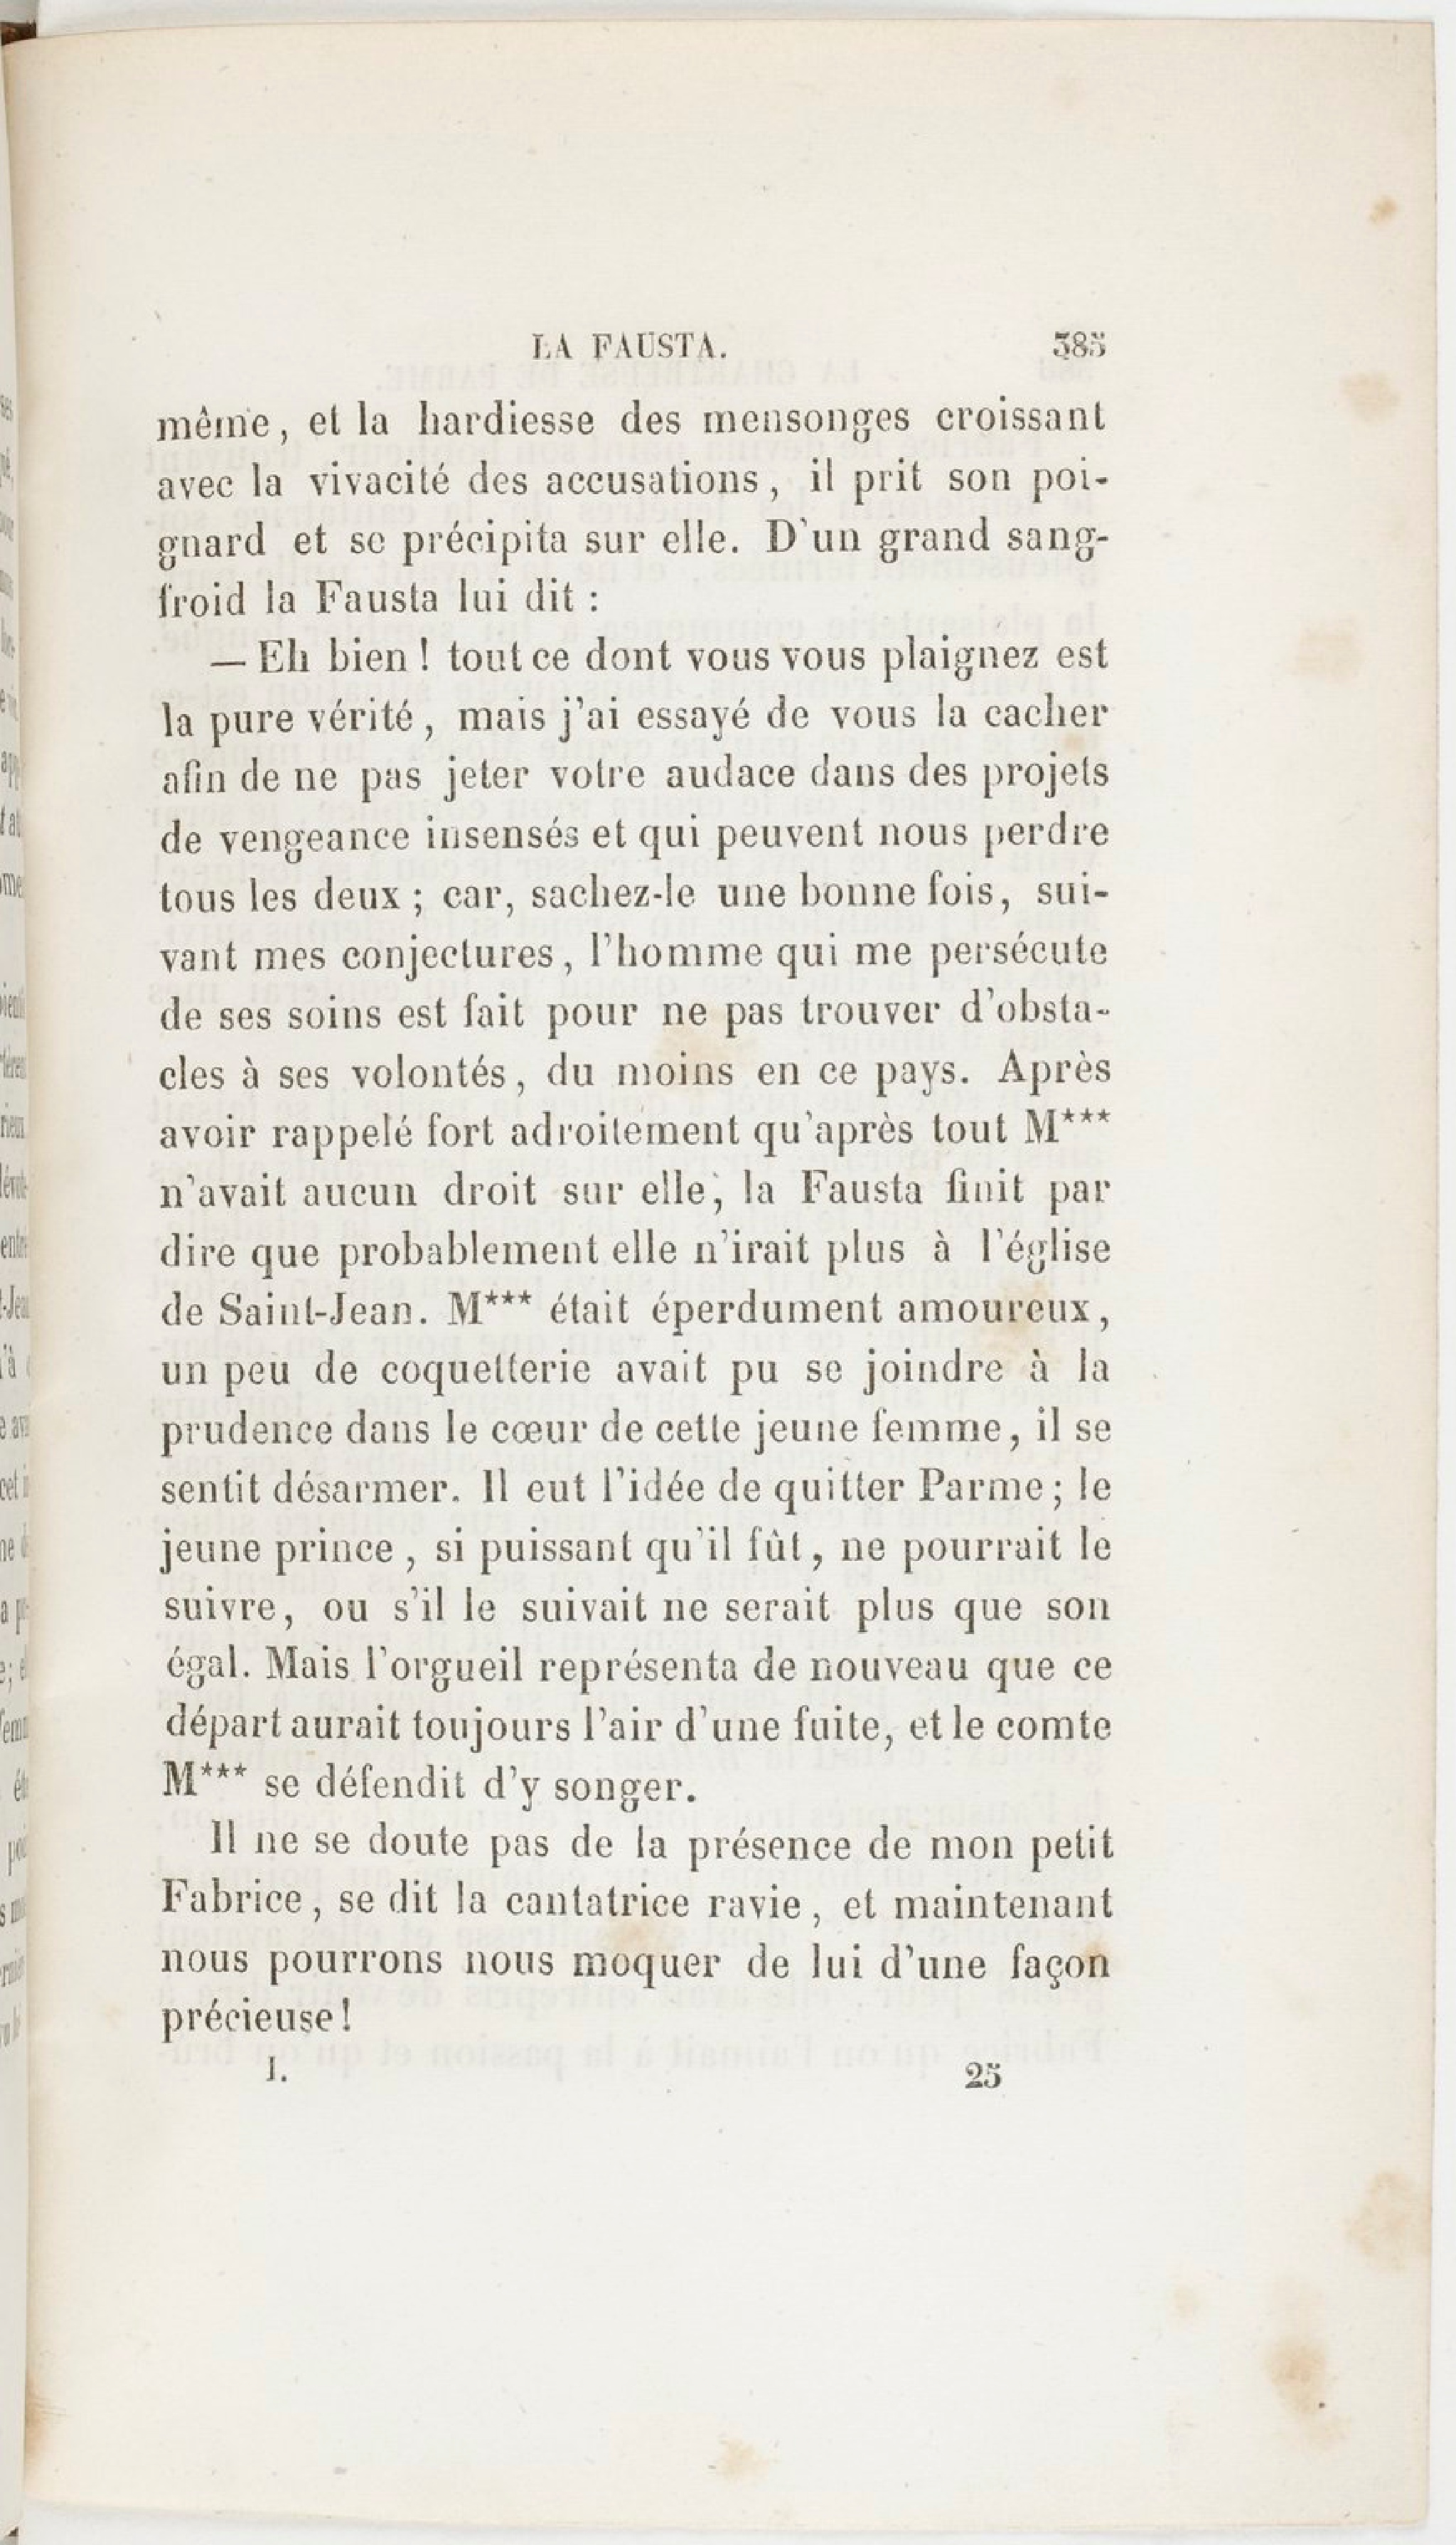 LA FAUSTA. 385
même, et la hardiesse des mensonges croissant
avec la vivacité des accusations, il prit son poi-
gnard et se précipita sur elle. D'un grand sang-
froid la Fausta lui dit :
— Eh bien ! tout ce dont vous vous plaignez est
la pure vérité, mais j'ai essayé de vous la cacher
afin de ne pas jeter votre audace dans des projets
de vengeance insensés et qui peuvent nous perdre
tous les deux ; car, sachez-le une bonne fois, sui-
vant mes conjectures, l'homme qui me persécute
de ses soins est fait pour ne pas trouver d'obsta-
cles à ses volontés, du moins en ce pays. Après
avoir rappelé fort adroitement qu'après tout M***
n'avait aucun droit sur elle, la Fausta finit par
dire que probablement elle n'irait plus à l'église
de Saint-Jean. M*** était éperdument amoureux,
un peu de coquetterie avait pu se joindre à la
prudence dans le cœur de cette jeune femme, il se
sentit désarmer. Il eut l'idée de quitter Parme ; le
jeune prince, si puissant qu'il fût, ne pourrait le
suivre, ou s'il le suivait ne serait plus que son
égal. Mais l'orgueil représenta de nouveau que ce
départ aurait toujours l'air d'une fuite, et le comte
M*** se défendit d'y songer.
Il ne se doute pas de la présence de mon petit
Fabrice, se dit la cantatrice ravie, et maintenant
nous pourrons nous moquer de lui d'une façon
précieuse !
I. 25